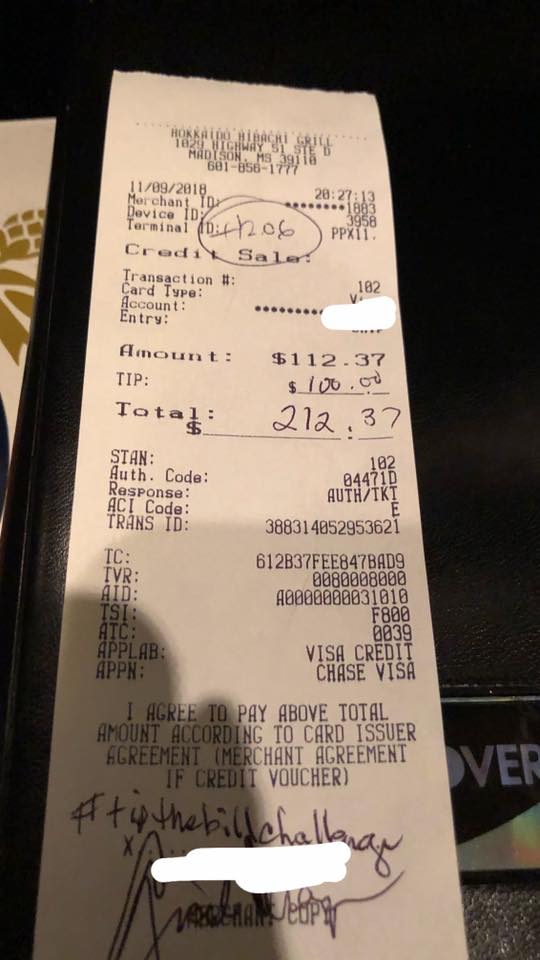 HOKKAIDO HIBACHI GRILL
1029 HIGHWAY 51 STE D
MADISON, MS 39110
601-856-1777
11/09/2018 20:27:13
Merchant ID: ••••••••1883
Device ID: 3958
Terminal ID: PPX11.
Credit Sale:
Transaction #: 102
Card Type:
Account: ••••••••••
Entry:
Amount: $112.37
TIP: $ 100.00
Total:
$ 212.37
STAN: 102
Auth. Code: 04471D
Response: AUTH/TKT
ACI Code: E
TRANS ID: 388314052953621
TC: 612B37FEE847BAD9
TVR: 0080008000
AID: A0000000031010
TSI: F800
ATC: 0039
APPLAB: VISA CREDIT
APPN: CHASE VISA
I AGREE TO PAY ABOVE TOTAL
AMOUNT ACCORDING TO CARD ISSUER
AGREEMENT (MERCHANT AGREEMENT
IF CREDIT VOUCHER)
#tipthebillchallenge
X
MERCHANT COPY
OVER